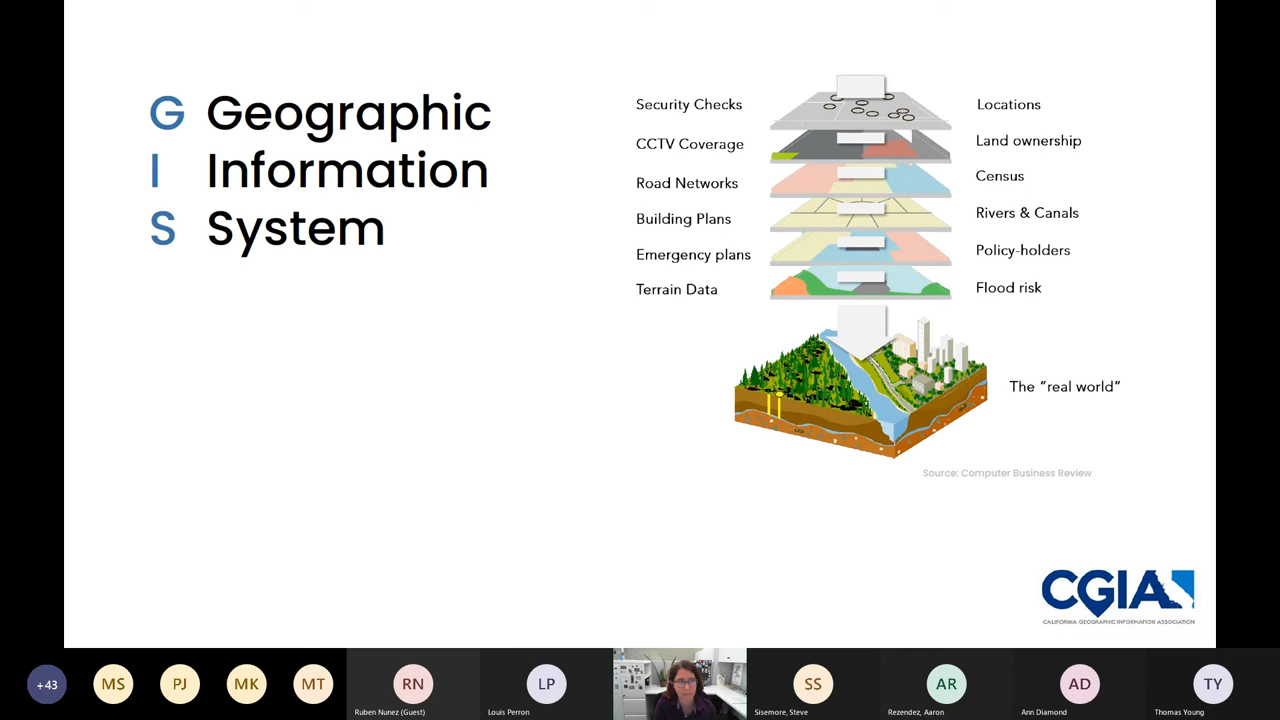 G Geographic
I Information
S System
Security Checks
CCTV Coverage
Road Networks
Building Plans
Emergency plans
Terrain Data
Locations
Land ownership
Census
Rivers & Canals
Policy-holders
Flood risk
The “real world”
Source: Computer Business Review
CGIA
CALIFORNIA GEOGRAPHIC INFORMATION ASSOCIATION
+43
MS
PJ
MK
MT
RN
Ruben Nunez (Guest)
LP
Louis Perron
SS
Sisemore, Steve
AR
Rezendez, Aaron
AD
Ann Diamond
TY
Thomas Young